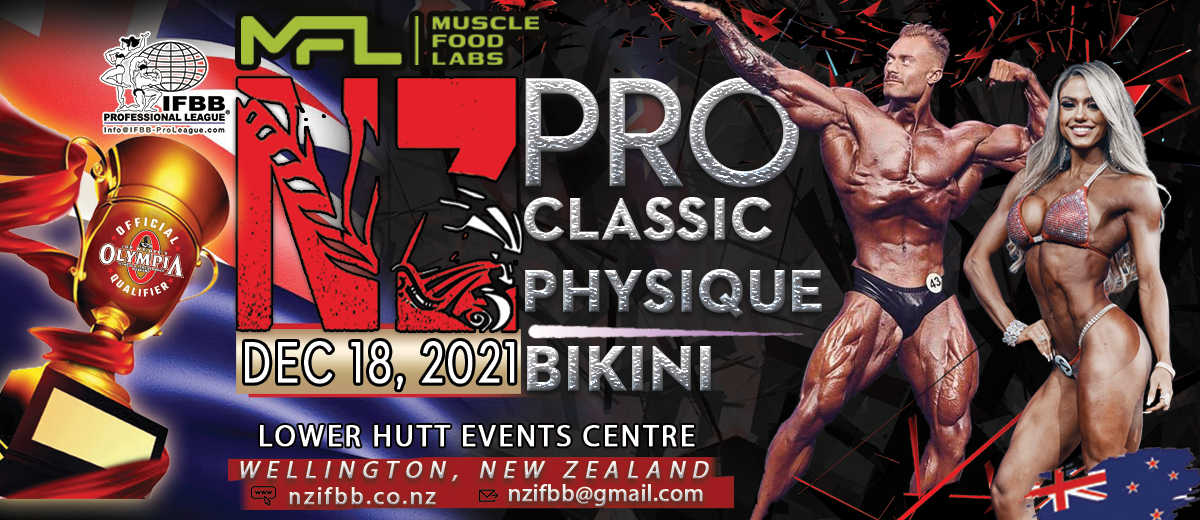 MFL MUSCLE
FOOD
LABS
IFBB
PROFESSIONAL LEAGUE®
Info@IFBB-ProLeague.com
NZ
PRO
CLASSIC
PHYSIQUE
BIKINI
OFFICIAL
OLYMPIA
QUALIFIER
43
DEC 18, 2021
LOWER HUTT EVENTS CENTRE
WELLINGTON, NEW ZEALAND
nzifbb.co.nz
nzifbb@gmail.com